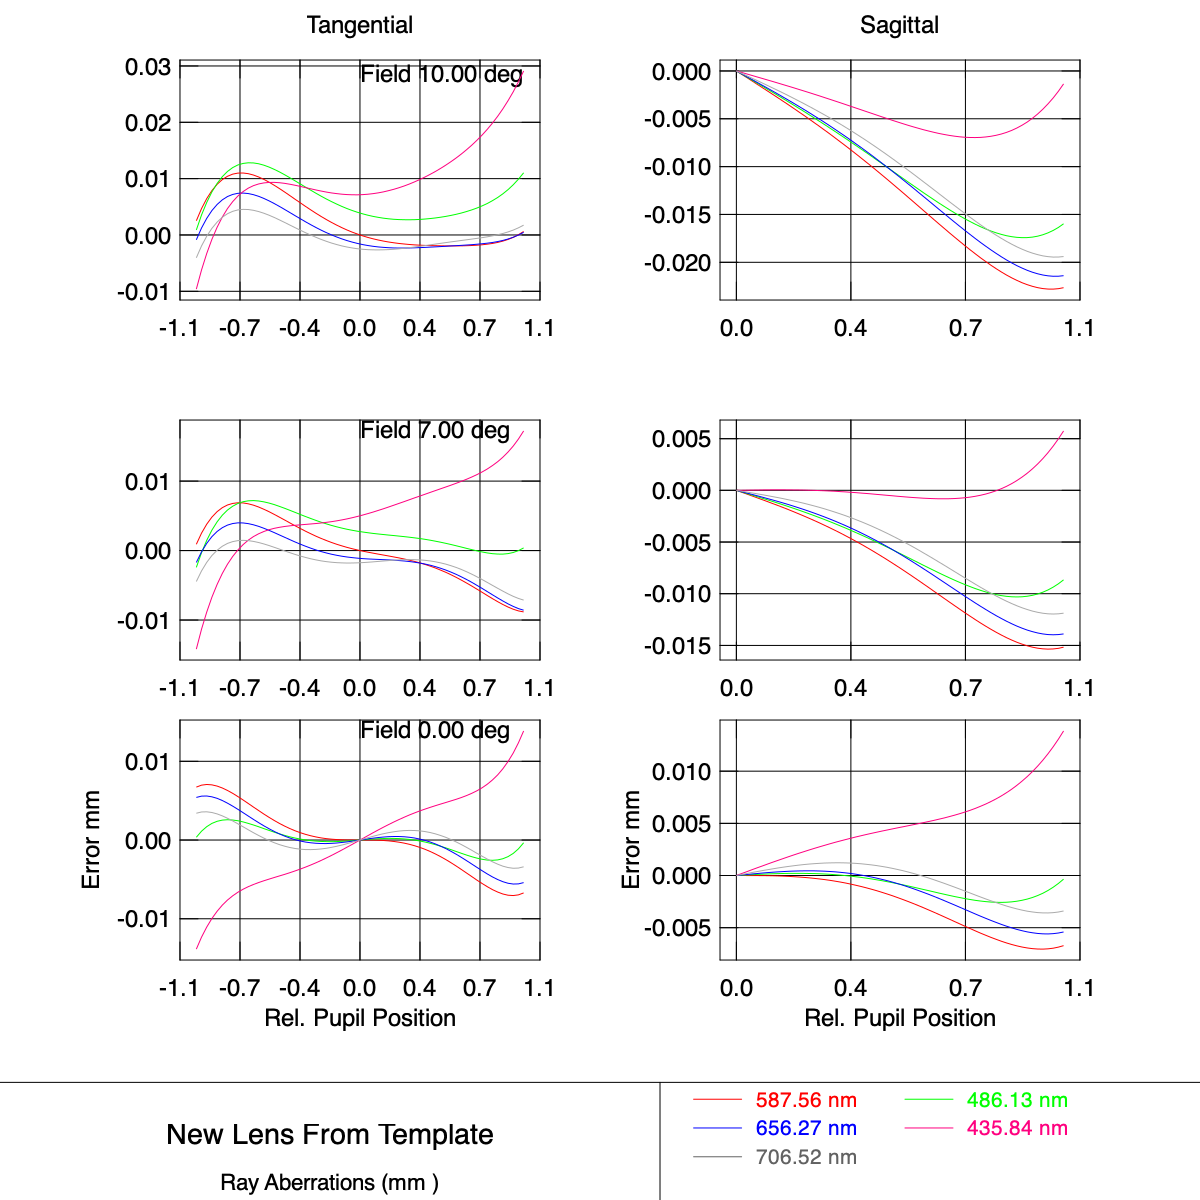 Tangential
Sagittal
0.03
0.02
0.01
0.00
-0.01
Field 10.00 deg
-1.1 -0.7 -0.4 0.0 0.4 0.7 1.1
0.000
-0.005
-0.010
-0.015
-0.020
0.0 0.4 0.7 1.1
0.01
0.00
-0.01
Field 7.00 deg
-1.1 -0.7 -0.4 0.0 0.4 0.7 1.1
0.005
0.000
-0.005
-0.010
-0.015
0.0 0.4 0.7 1.1
Error mm
0.01
0.00
-0.01
Field 0.00 deg
-1.1 -0.7 -0.4 0.0 0.4 0.7 1.1
Rel. Pupil Position
Error mm
0.010
0.005
0.000
-0.005
0.0 0.4 0.7 1.1
Rel. Pupil Position
New Lens From Template
Ray Aberrations (mm )
587.56 nm
486.13 nm
656.27 nm
435.84 nm
706.52 nm